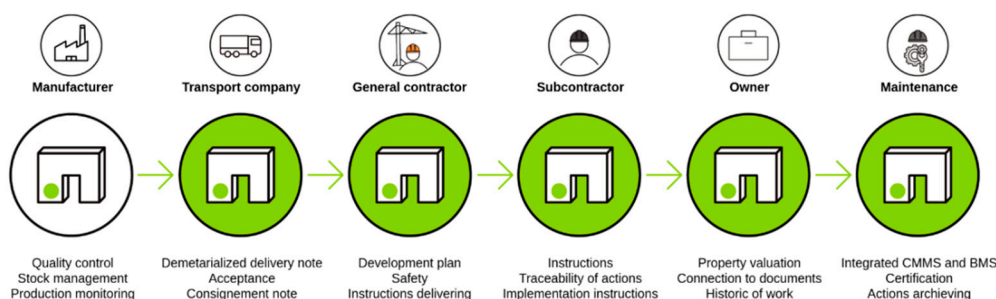 Manufacturer
Transport company
General contractor
Subcontractor
Owner
Maintenance
Quality control
Stock management
Production monitoring
Demetarialized delivery note
Acceptance
Consignement note
Development plan
Safety
Instructions delivering
Instructions
Traceability of actions
Implementation instructions
Property valuation
Connection to documents
Historic of work
Integrated CMMS and BMS
Certification
Actions archieving